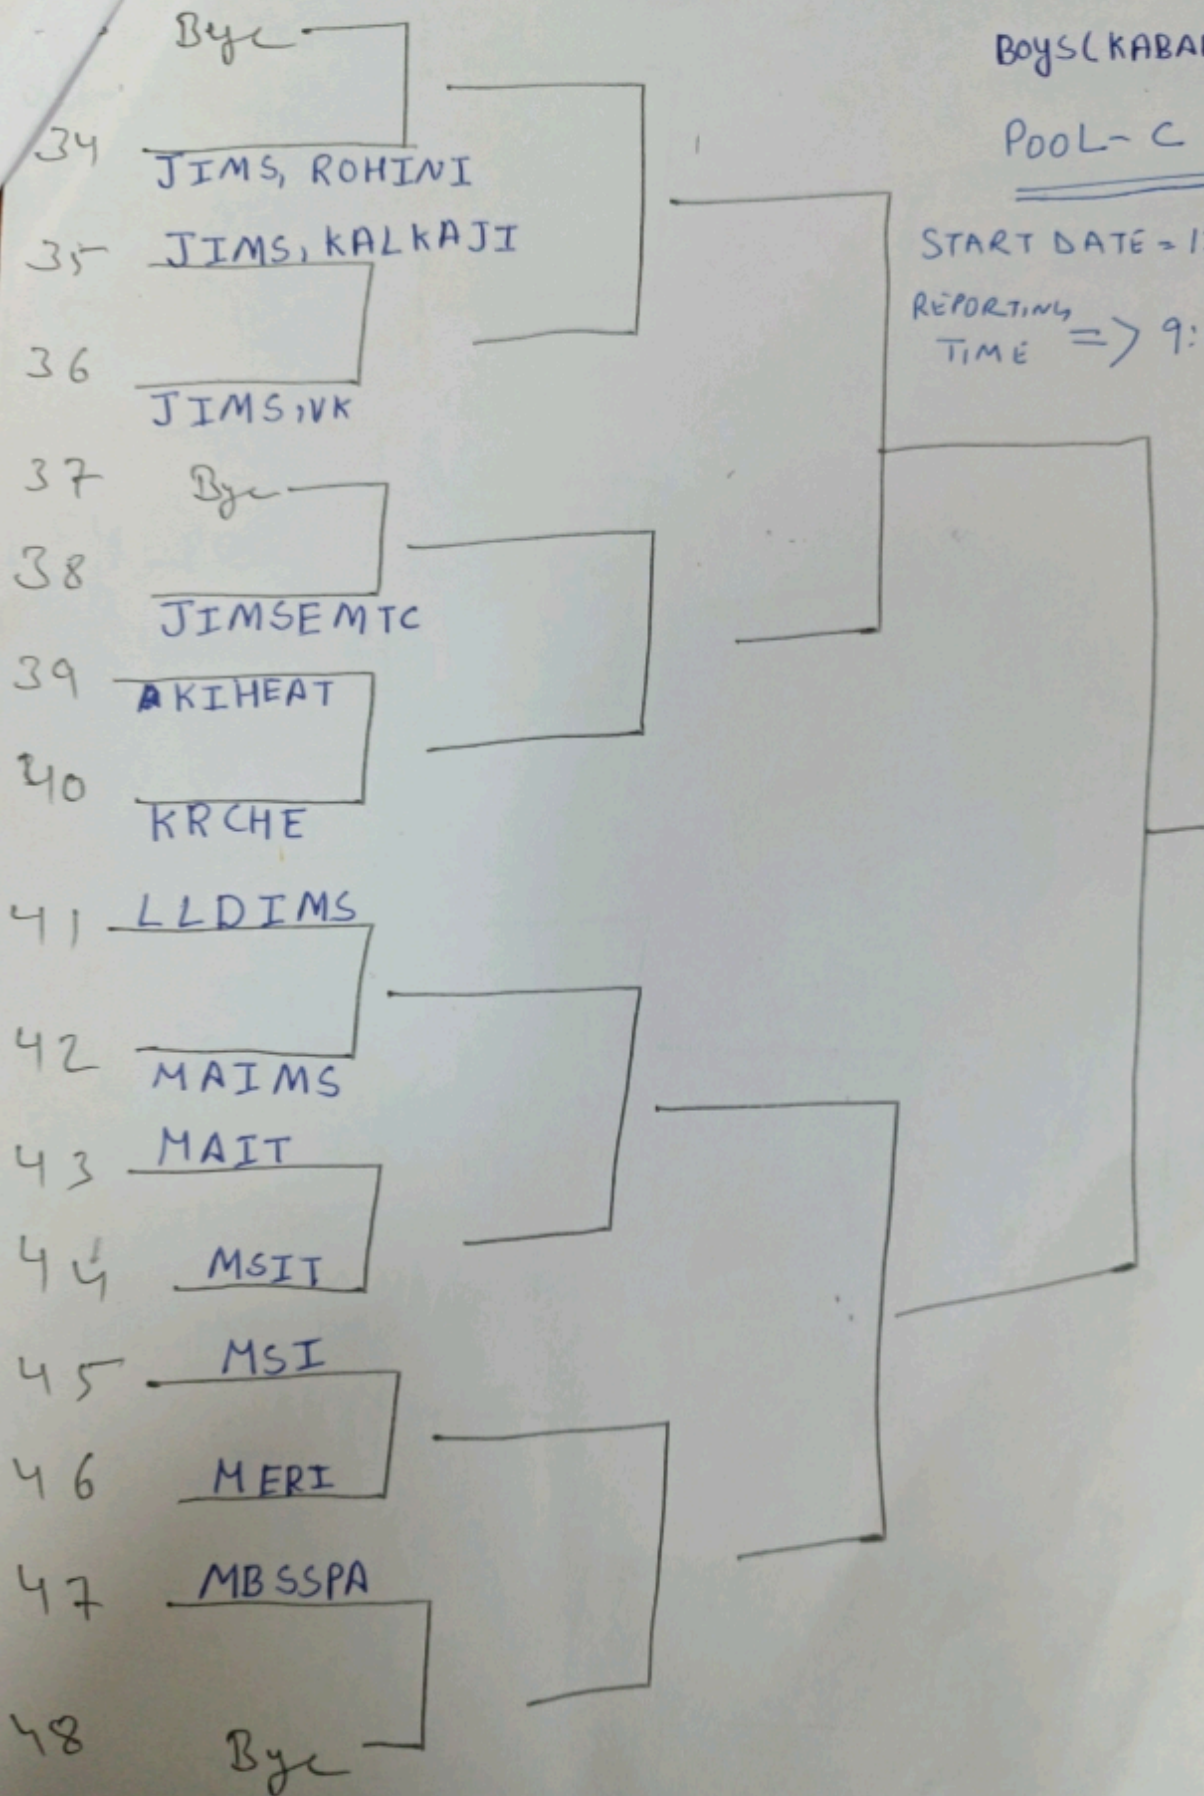 Bye
BOYS(KABA
34
JIMS, ROHINI
POOL- C
35 JIMS, KALKAJI
START DATE = 1
REPORTING
TIME => 9:
36
JIMS, VK
37 Bye
38
JIMSEMTC
39
AKIHEAT
40
KRCHE
41 LLDIMS
42
MAIMS
43 MAIT
44 MSIT
45 MSI
46 MERI
47 MBSSPA
48 Bye